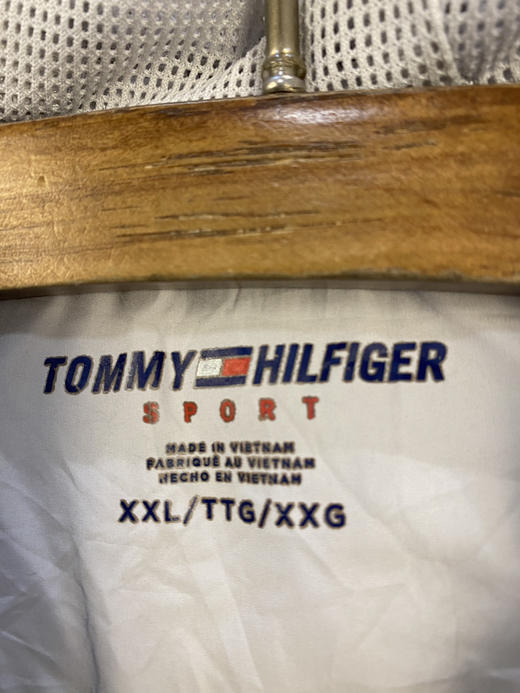 TOMMY HILFIGER
SPORT
MADE IN VIETNAM
FABRIQUÉ AU VIETNAM
HECHO EN VIETNAM
XXL/TTG/XXG